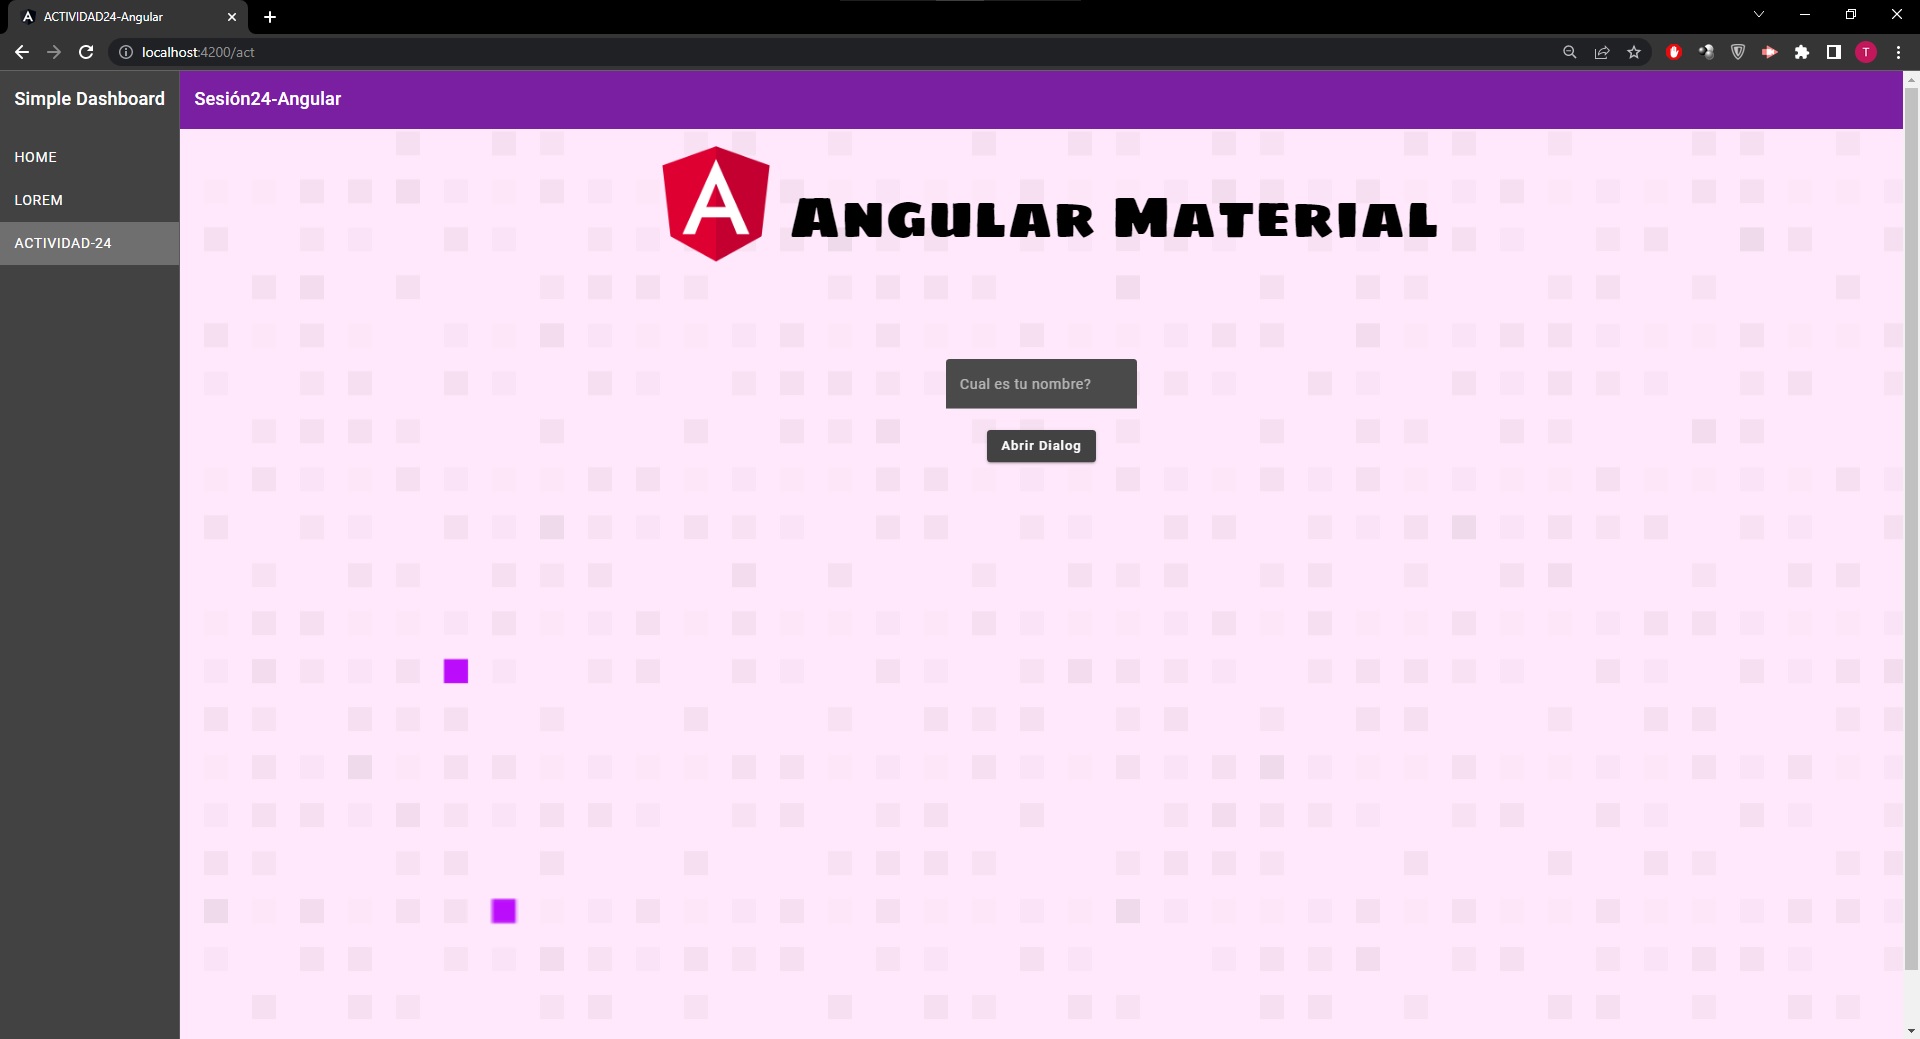 ACTIVIDAD24-Angular
localhost:4200/act
T
Simple Dashboard
Sesión24-Angular
HOME
LOREM
ACTIVIDAD-24
A Angular Material
Cual es tu nombre?
Abrir Dialog